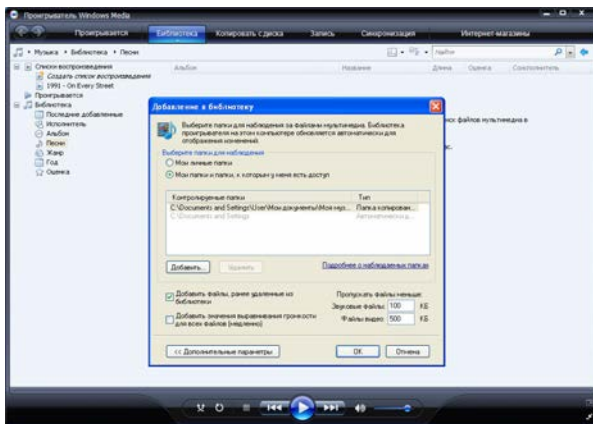 Проигрыватель Windows Media
Проигрывается Библиотека Копировать с диска Запись Синхронизация Интернет-магазины
Музыка Библиотека Песни
Списки воспроизведения
Создать список воспроизведения
1991 - On Every Street
Проигрывается
Библиотека
Последние добавленные
Исполнитель
Альбом
Песни
Жанр
Год
Оценка
Альбом Название Длина Оценка
Добавление в библиотеку
Выберите папки для наблюдения за файлами мультимедиа. Библиотека
проигрывателя на этом компьютере обновляется автоматически для
отображения изменений.
файлов мультимедиа в
Выберите папки для наблюдения
Мои личные папки
Мои папки и папки, к которым у меня есть доступ
Контролируемые папки Тип
C:\Documents and Settings\User\Мои документы\Моя муз... Папка копирован...
C:\Documents and Settings Автоматически д...
Добавить... Удалить Подробнее о наблюдаемых папках
Добавить файлы, ранее удаленные из
библиотеки
Добавить значения выравнивания громкости
для всех файлов (медленно)
Пропускать файлы меньше:
Звуковые файлы: 100 КБ
Файлы видео: 500 КБ
<< Дополнительные параметры OK Отмена